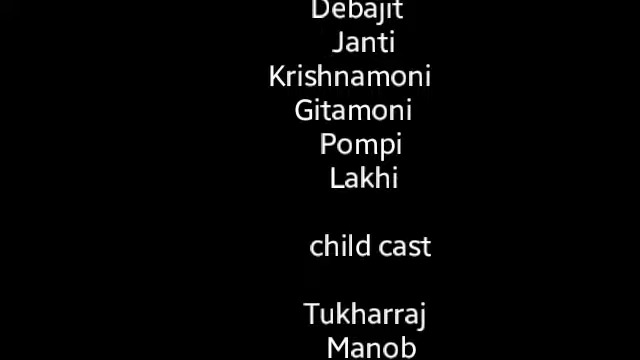 Debajit
Janti
Krishnamoni
Gitamoni
Pompi
Lakhi
child cast
Tukharraj
Manob